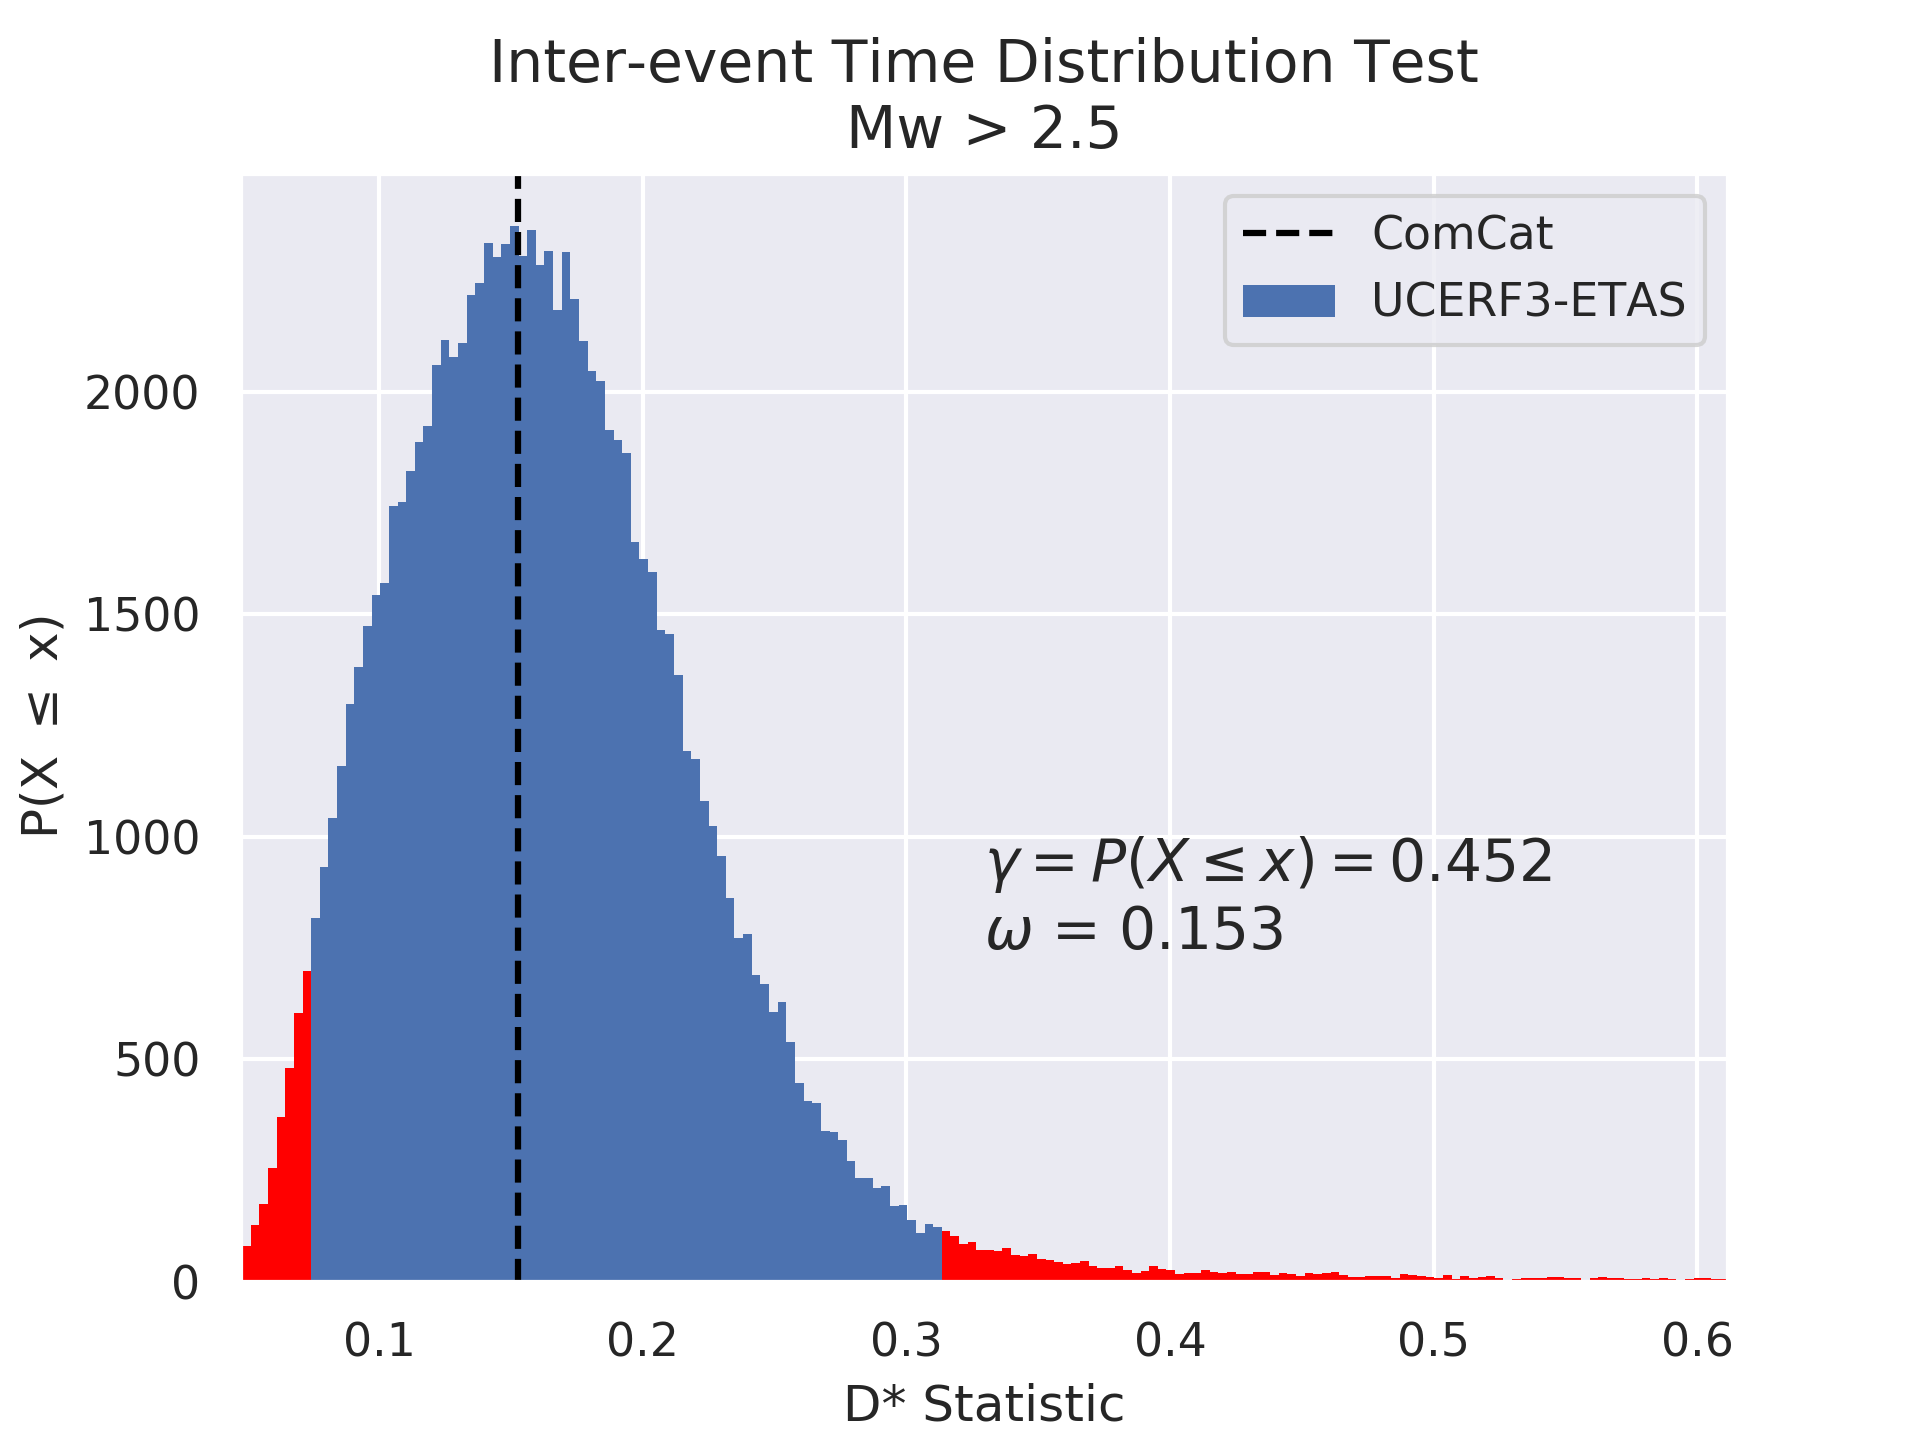 Inter-event Time Distribution Test
Mw > 2.5
ComCat
UCERF3-ETAS
2000
1500
1000
500
0
P(X ≤ x)
γ = P(X ≤ x) = 0.452
ω = 0.153
0.1 0.2 0.3 0.4 0.5 0.6
D* Statistic